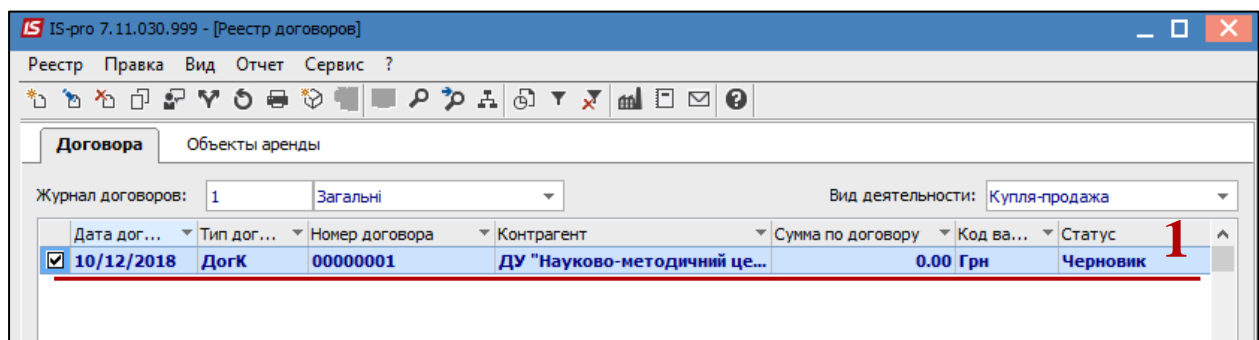 IS IS-pro 7.11.030.999 - [Реестр договоров]
Реестр Правка Вид Отчет Сервис ?
Договора Объекты аренды
Журнал договоров: 1 Загальні Вид деятельности: Купля-продажа
Дата дог... Тип дог... Номер договора Контрагент Сумма по договору Код ва... Статус
10/12/2018 ДогК 00000001 ДУ "Науково-методичний це... 0.00 Грн Черновик
1